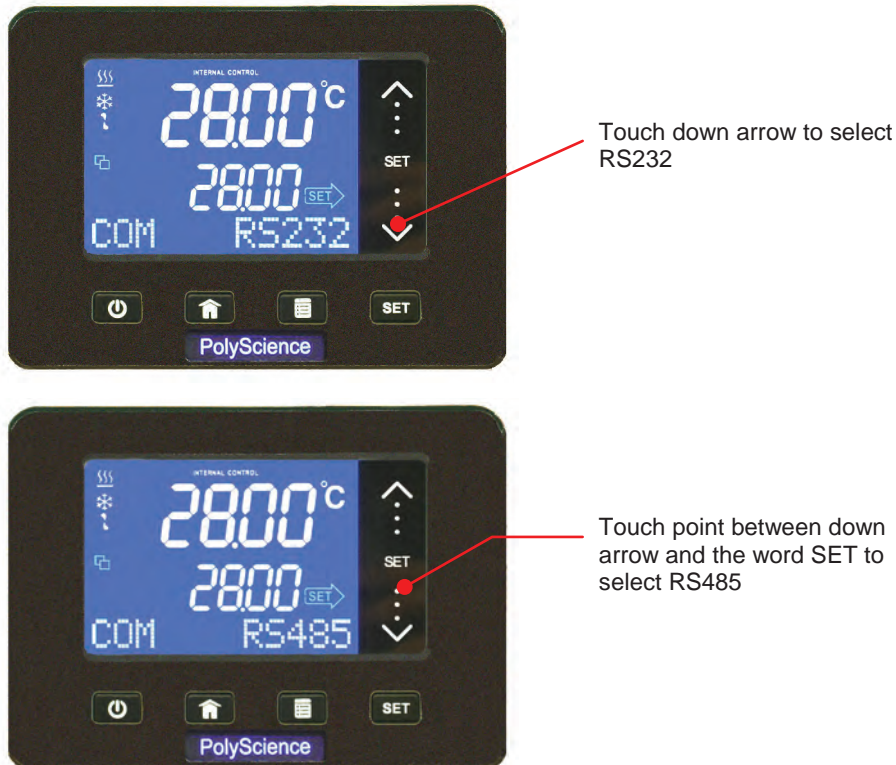 INTERNAL CONTROL
28.00°C
SET
28.00 SET
COM RS232
SET
PolyScience
Touch down arrow to select
RS232
INTERNAL CONTROL
28.00°C
SET
28.00 SET
COM RS485
SET
PolyScience
Touch point between down
arrow and the word SET to
select RS485